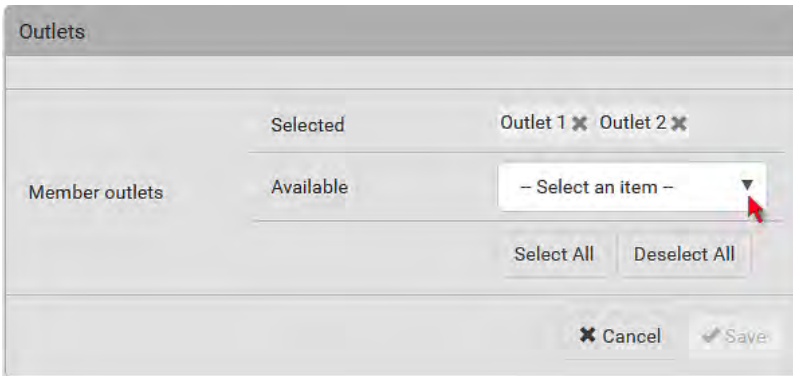 Outlets
Selected Outlet 1 ✖ Outlet 2 ✖
Member outlets Available -- Select an item -- ▼
Select All Deselect All
✖ Cancel ✔ Save